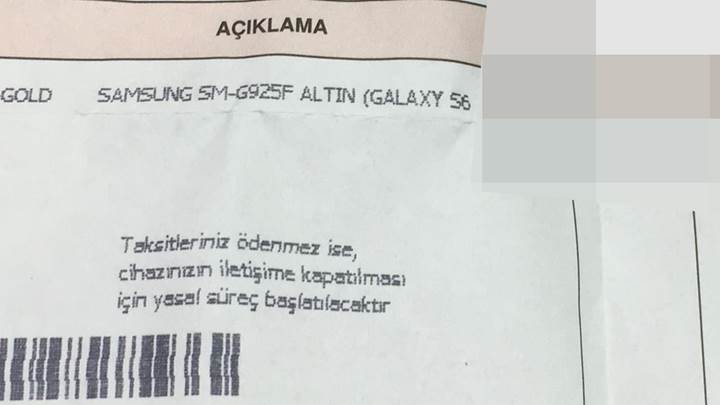 AÇIKLAMA
-GOLD SAMSUNG SM-G925F ALTIN (GALAXY S6
Taksitleriniz ödenmez ise,
cihazınızın iletişime kapatılması
için yasal süreç başlatılacaktır